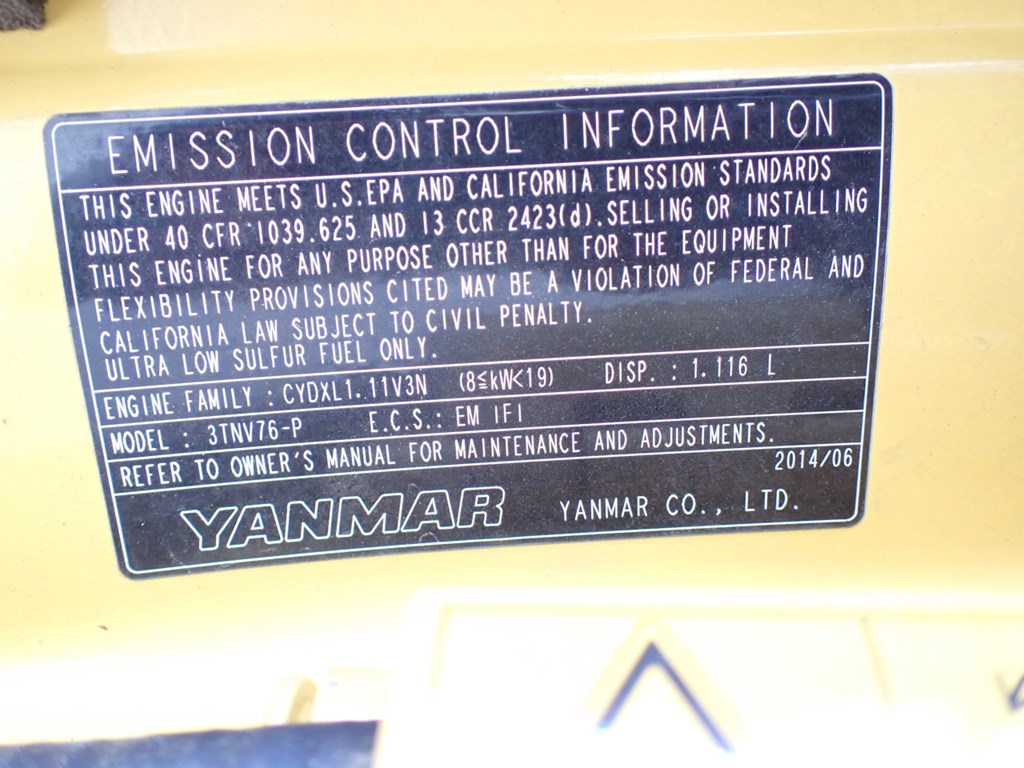 EMISSION CONTROL INFORMATION
THIS ENGINE MEETS U.S.EPA AND CALIFORNIA EMISSION STANDARDS
UNDER 40 CFR 1039.625 AND 13 CCR 2423(d).SELLING OR INSTALLING
THIS ENGINE FOR ANY PURPOSE OTHER THAN FOR THE EQUIPMENT
FLEXIBILITY PROVISIONS CITED MAY BE A VIOLATION OF FEDERAL AND
CALIFORNIA LAW SUBJECT TO CIVIL PENALTY.
ULTRA LOW SULFUR FUEL ONLY.
ENGINE FAMILY : CYDXL1.11V3N (8≦kW<19) DISP. : 1.116 L
MODEL : 3TNV76-P E.C.S.: EM IFI
REFER TO OWNER'S MANUAL FOR MAINTENANCE AND ADJUSTMENTS.
2014/06
YANMAR YANMAR CO., LTD.